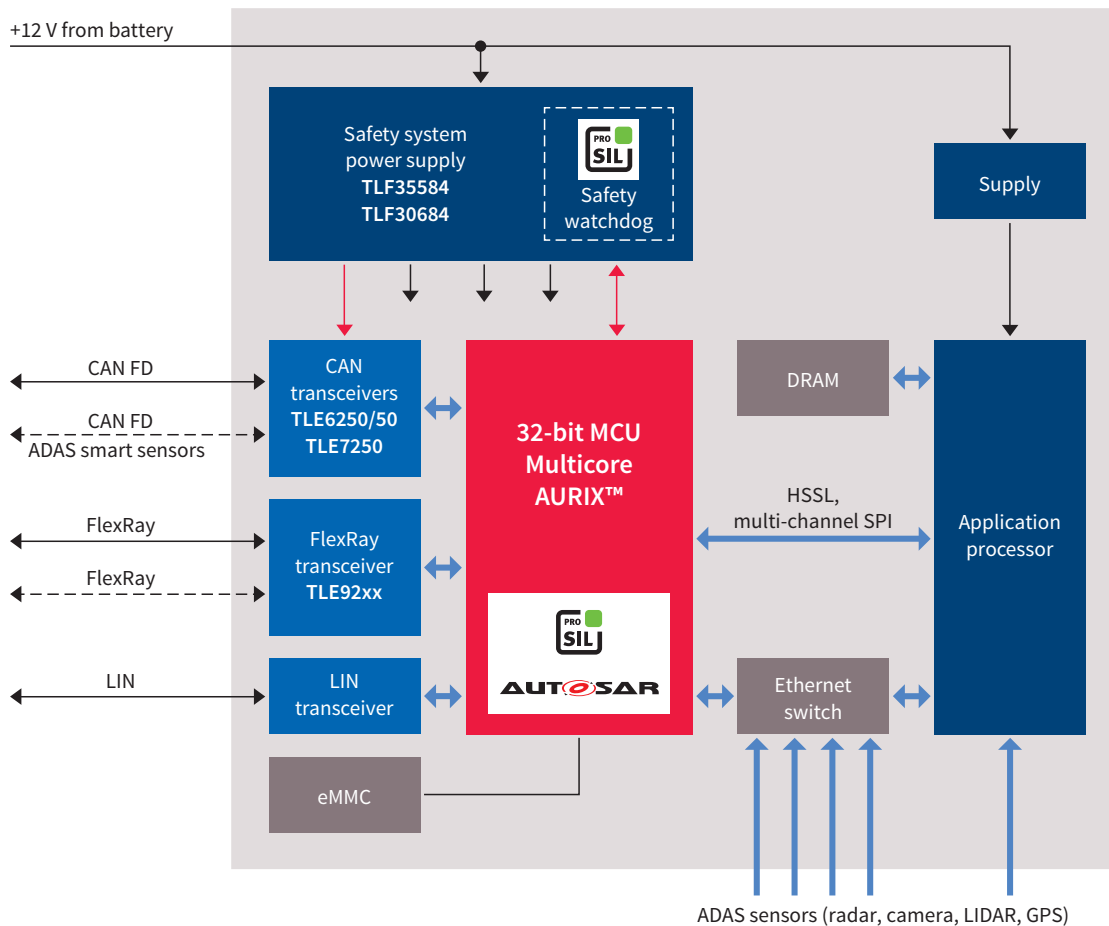 +12 V from battery
Safety system
power supply
TLF35584
TLF30684
PRO
SIL
Safety
watchdog
Supply
CAN FD
CAN FD
ADAS smart sensors
CAN
transceivers
TLE6250/50
TLE7250
32-bit MCU
Multicore
AURIX™
DRAM
HSSL,
multi-channel SPI
Application
processor
FlexRay
FlexRay
FlexRay
transceiver
TLE92xx
PRO
SIL
AUTOSAR
LIN
LIN
transceiver
Ethernet
switch
eMMC
ADAS sensors (radar, camera, LIDAR, GPS)